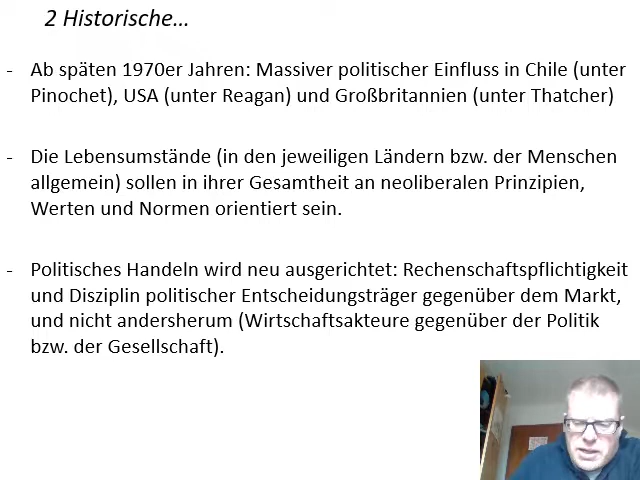 2 Historische…
- Ab späten 1970er Jahren: Massiver politischer Einfluss in Chile (unter
Pinochet), USA (unter Reagan) und Großbritannien (unter Thatcher)
- Die Lebensumstände (in den jeweiligen Ländern bzw. der Menschen
allgemein) sollen in ihrer Gesamtheit an neoliberalen Prinzipien,
Werten und Normen orientiert sein.
- Politisches Handeln wird neu ausgerichtet: Rechenschaftspflichtigkeit
und Disziplin politischer Entscheidungsträger gegenüber dem Markt,
und nicht andersherum (Wirtschaftsakteure gegenüber der Politik
bzw. der Gesellschaft).